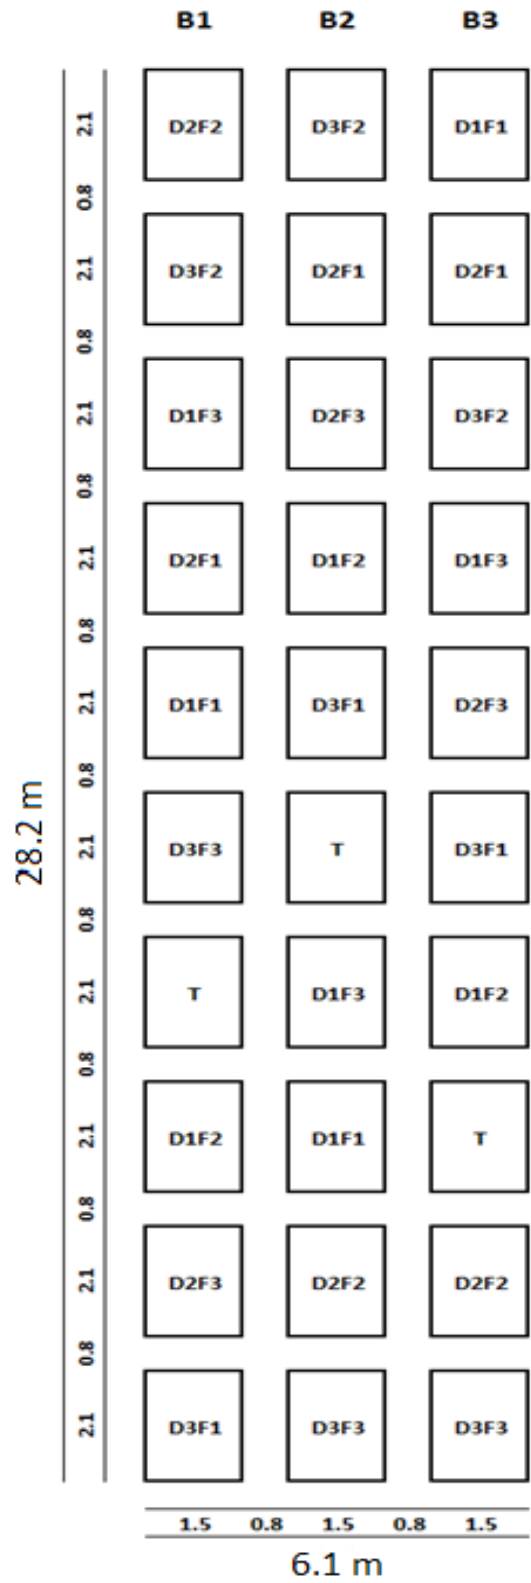 B1 B2 B3
2.1 D2F2 D3F2 D1F1
0.8
2.1 D3F2 D2F1 D2F1
0.8
2.1 D1F3 D2F3 D3F2
0.8
2.1 D2F1 D1F2 D1F3
0.8
2.1 D1F1 D3F1 D2F3
0.8
28.2 m
2.1 D3F3 T D3F1
0.8
2.1 T D1F3 D1F2
0.8
2.1 D1F2 D1F1 T
0.8
2.1 D2F3 D2F2 D2F2
0.8
2.1 D3F1 D3F3 D3F3
1.5 0.8 1.5 0.8 1.5
6.1 m